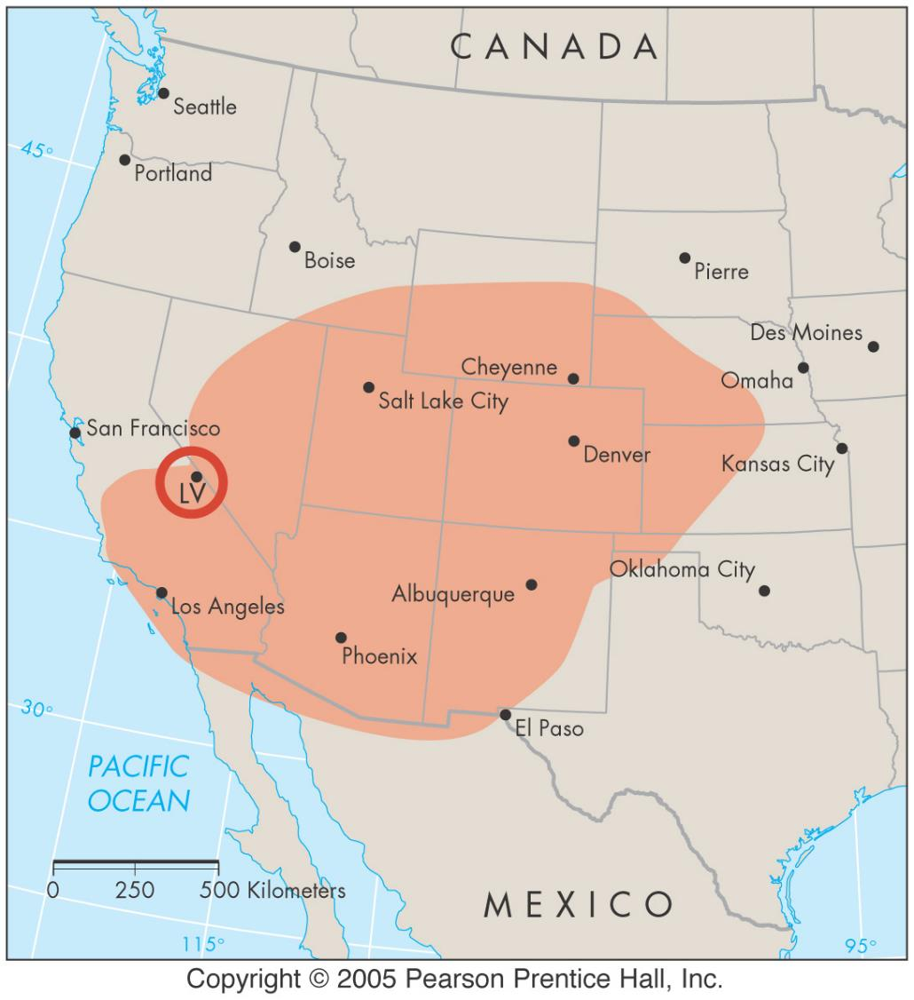 CANADA
Seattle
45°
Portland
Boise
Pierre
Des Moines
Cheyenne
Omaha
Salt Lake City
San Francisco
Denver
Kansas City
LV
Oklahoma City
Albuquerque
Los Angeles
Phoenix
30°
El Paso
PACIFIC
OCEAN
0 250 500 Kilometers
MEXICO
115°
95°
Copyright © 2005 Pearson Prentice Hall, Inc.